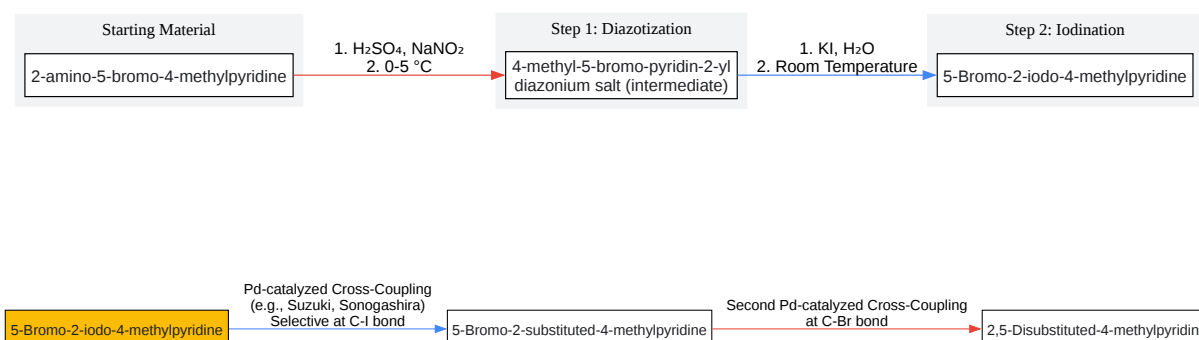 Starting Material
2-amino-5-bromo-4-methylpyridine
1. H₂SO₄, NaNO₂
2. 0-5 °C
Step 1: Diazotization
4-methyl-5-bromo-pyridin-2-yl
diazonium salt (intermediate)
1. KI, H₂O
2. Room Temperature
Step 2: Iodination
5-Bromo-2-iodo-4-methylpyridine
5-Bromo-2-iodo-4-methylpyridine
Pd-catalyzed Cross-Coupling
(e.g., Suzuki, Sonogashira)
Selective at C-I bond
5-Bromo-2-substituted-4-methylpyridine
Second Pd-catalyzed Cross-Coupling
at C-Br bond
2,5-Disubstituted-4-methylpyridin